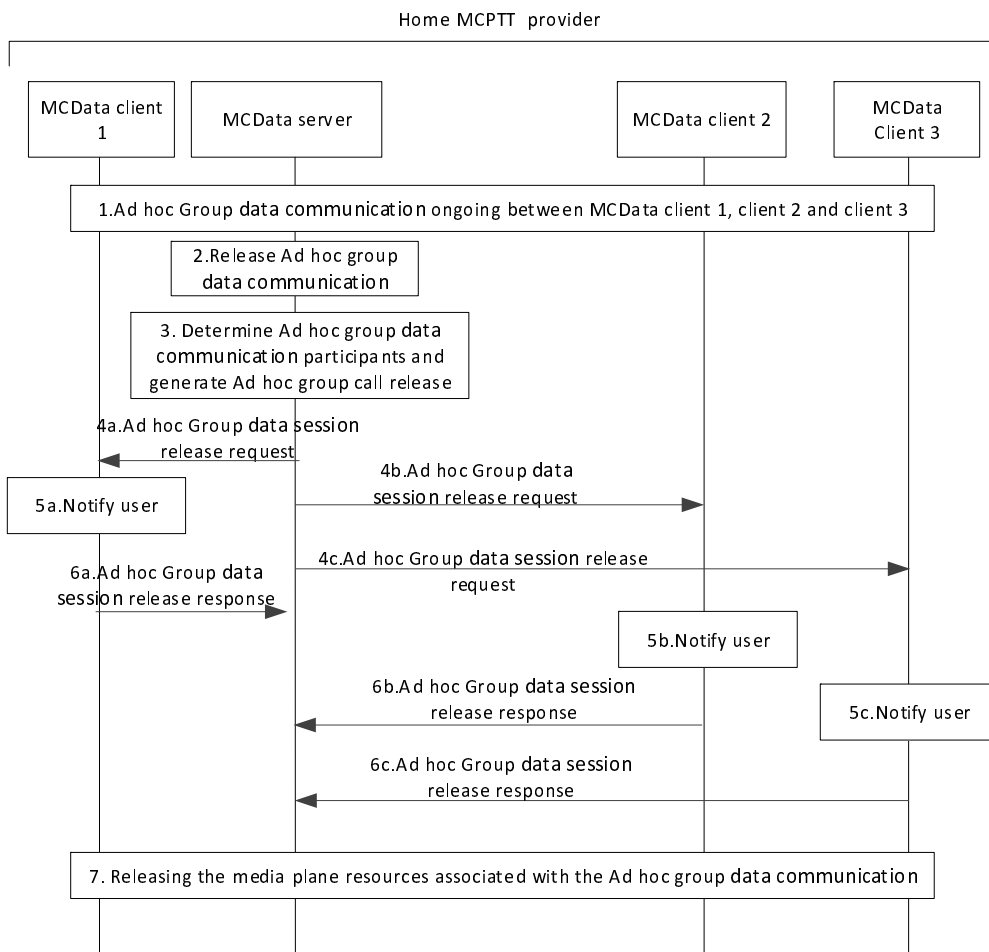 Home MCPTT provider
MCData client
1
MCData server
MCData client 2
MCData
Client 3
1.Ad hoc Group data communication ongoing between MCData client 1, client 2 and client 3
2.Release Ad hoc group
data communication
3. Determine Ad hoc group data
communication participants and
generate Ad hoc group call release
4a.Ad hoc Group data session
release request
4b.Ad hoc Group data
session release request
5a.Notify user
4c.Ad hoc Group data session release
request
6a.Ad hoc Group data
session release response
5b.Notify user
6b.Ad hoc Group data session
release response
5c.Notify user
6c.Ad hoc Group data session
release response
7. Releasing the media plane resources associated with the Ad hoc group data communication